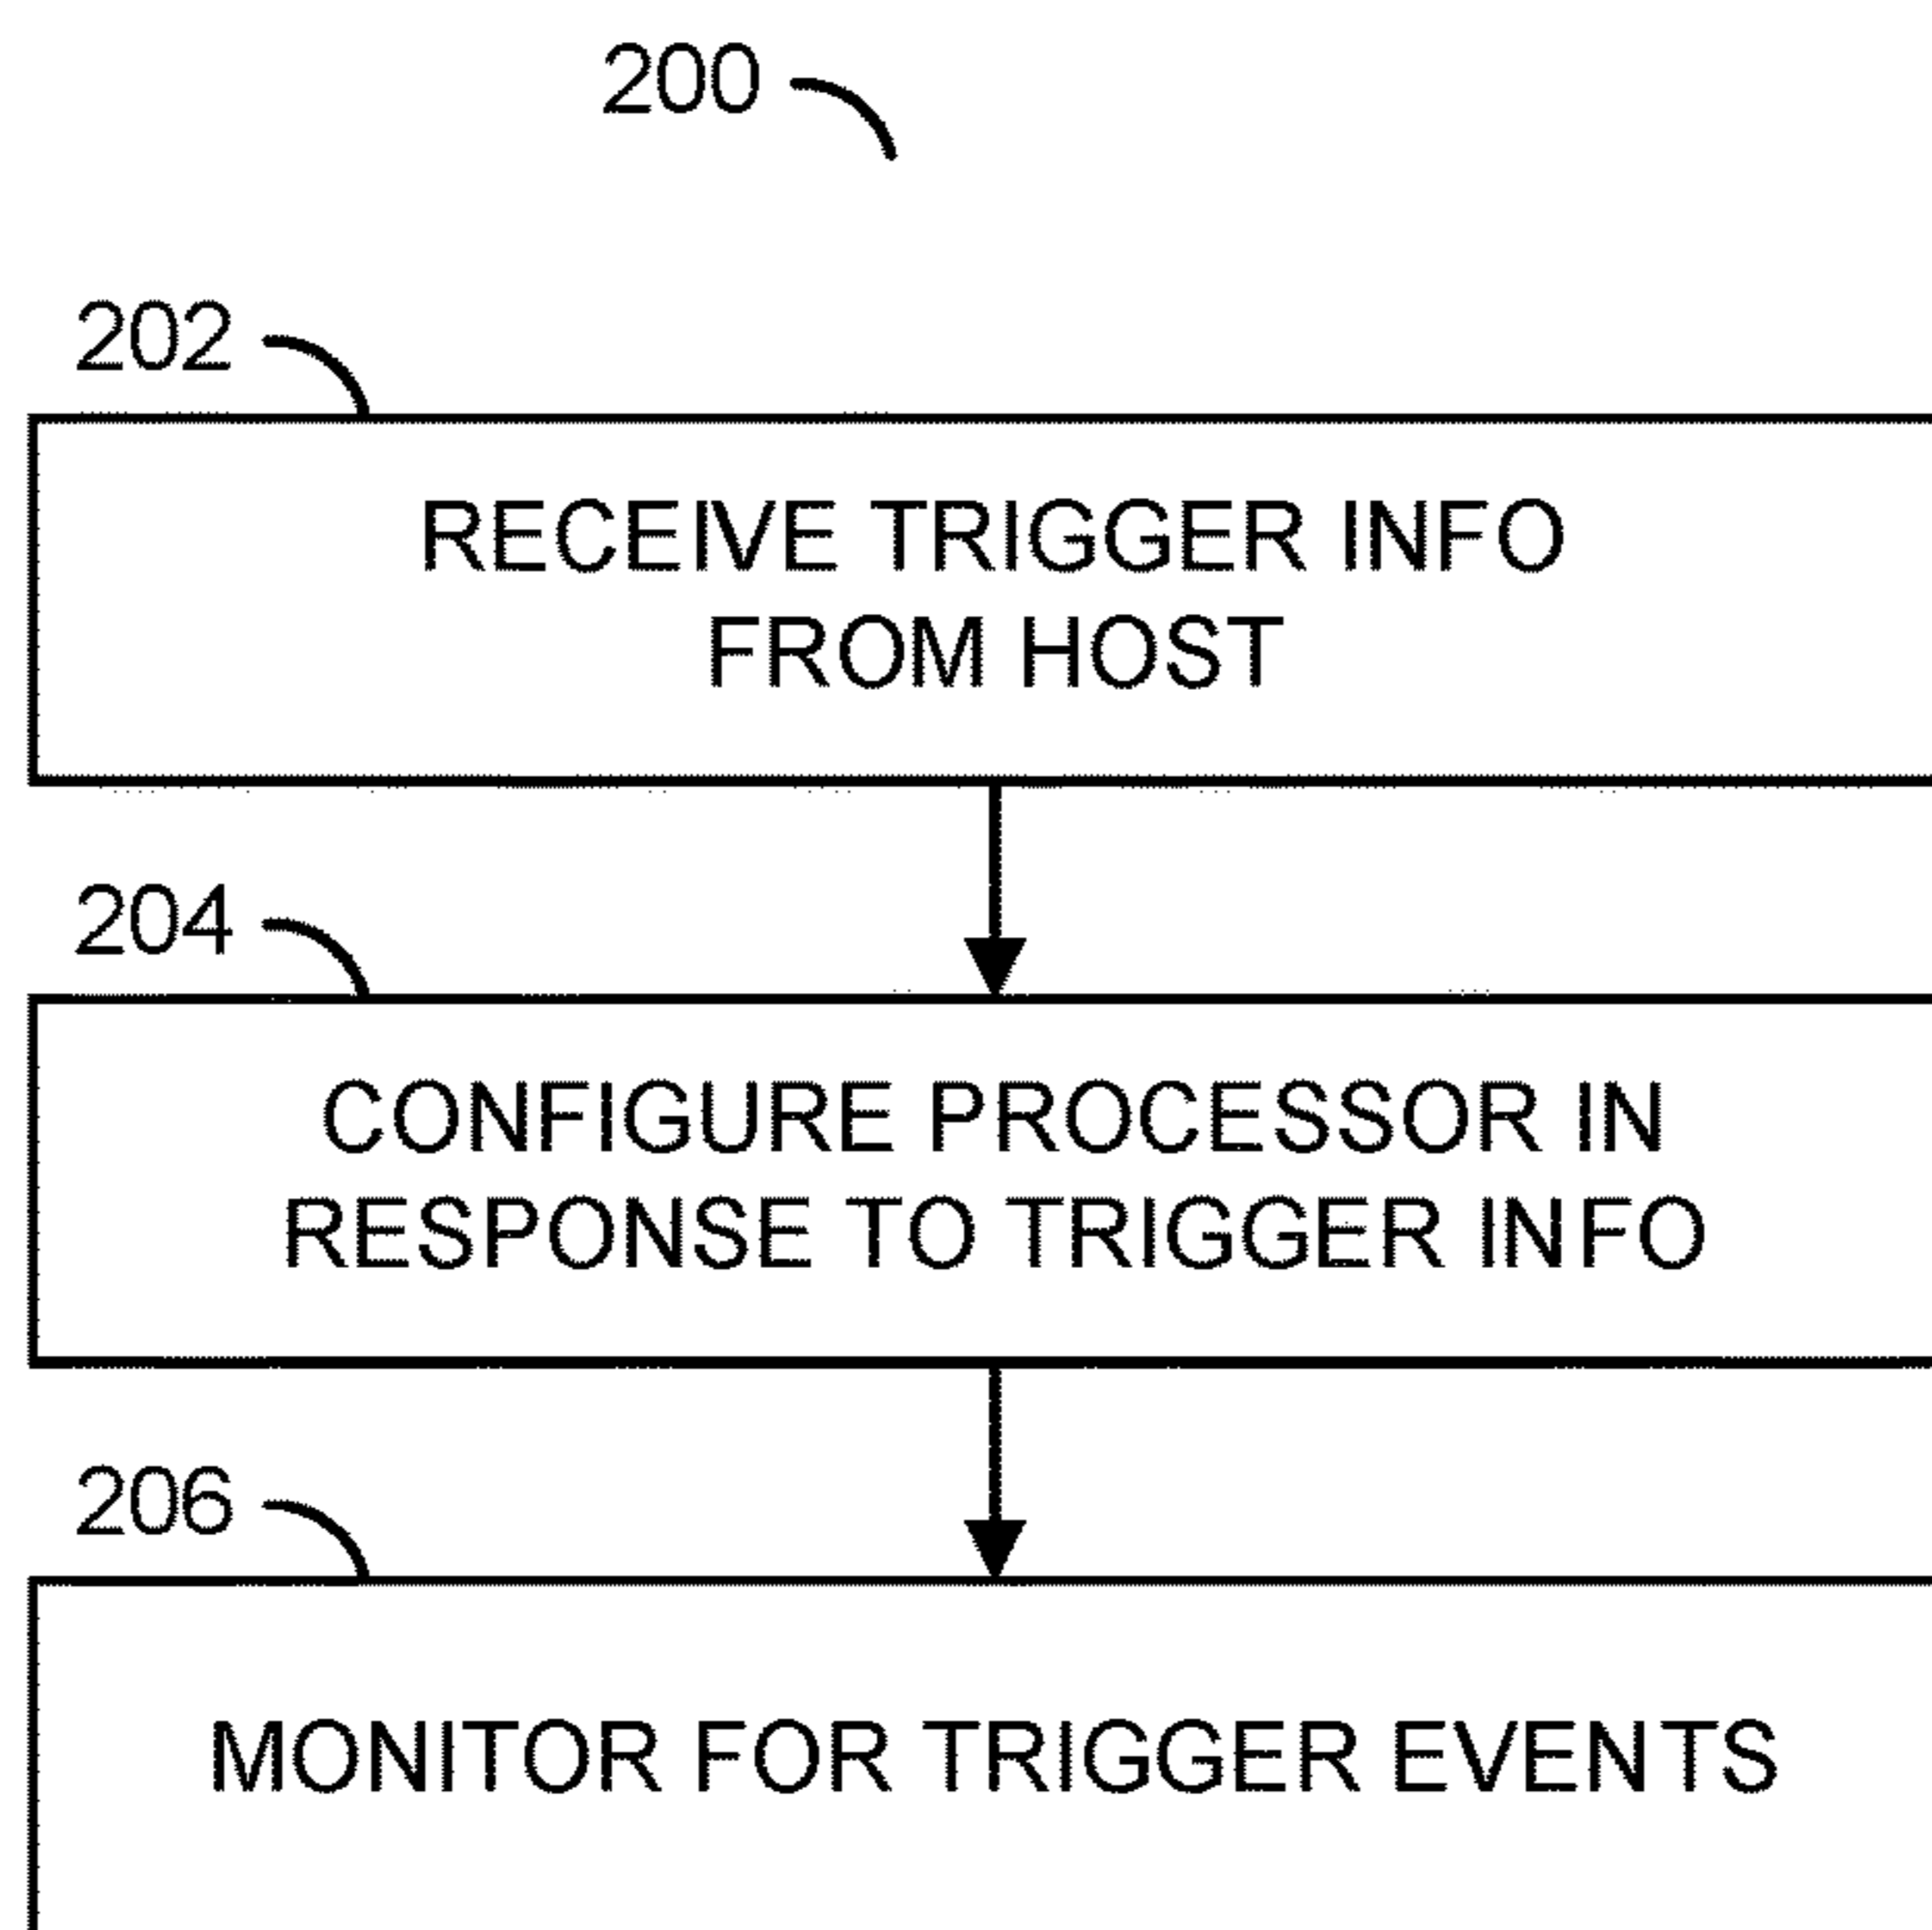 200
202
RECEIVE TRIGGER INFO
FROM HOST
204
CONFIGURE PROCESSOR IN
RESPONSE TO TRIGGER INFO
206
MONITOR FOR TRIGGER EVENTS